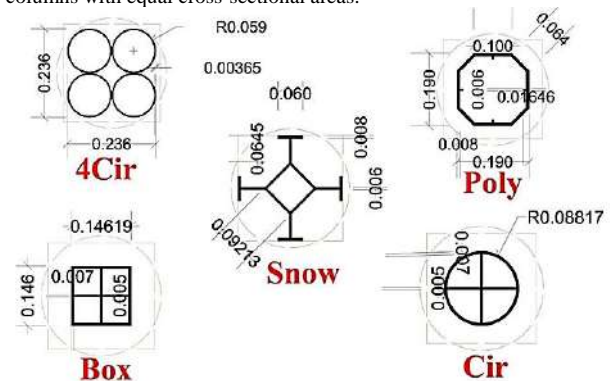 columns with equal cross-sectional areas.
R0.059
0.00365
0.236
0.236
4Cir
0.060
0.0645
0.008
0.006
0.09213
Snow
0.064
0.100
0.190
0.006
0.01646
0.008
0.190
Poly
0.14619
0.007
0.005
0.146
Box
R0.08817
0.007
0.005
Cir